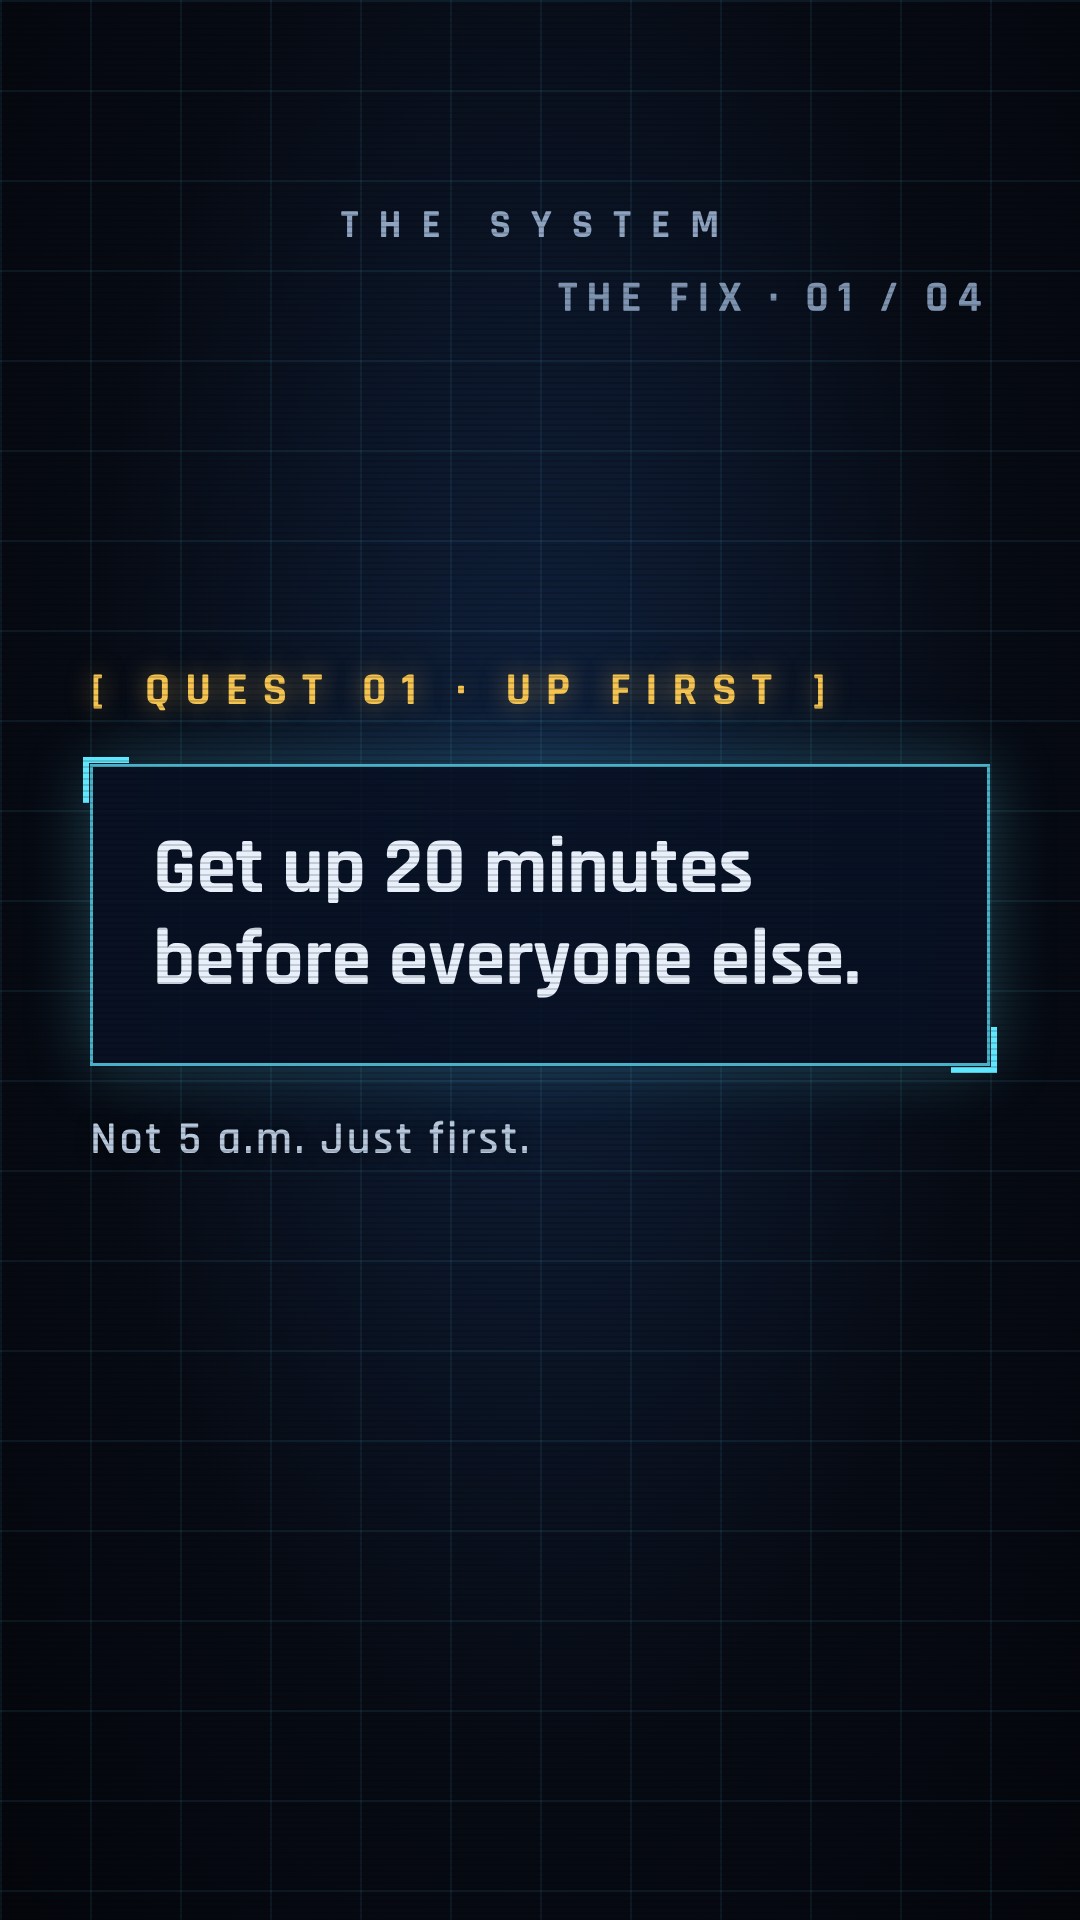 THE SYSTEM
THE FIX · 01 / 04
[ QUEST 01 · UP FIRST ]
Get up 20 minutes
before everyone else.
Not 5 a.m. Just first.